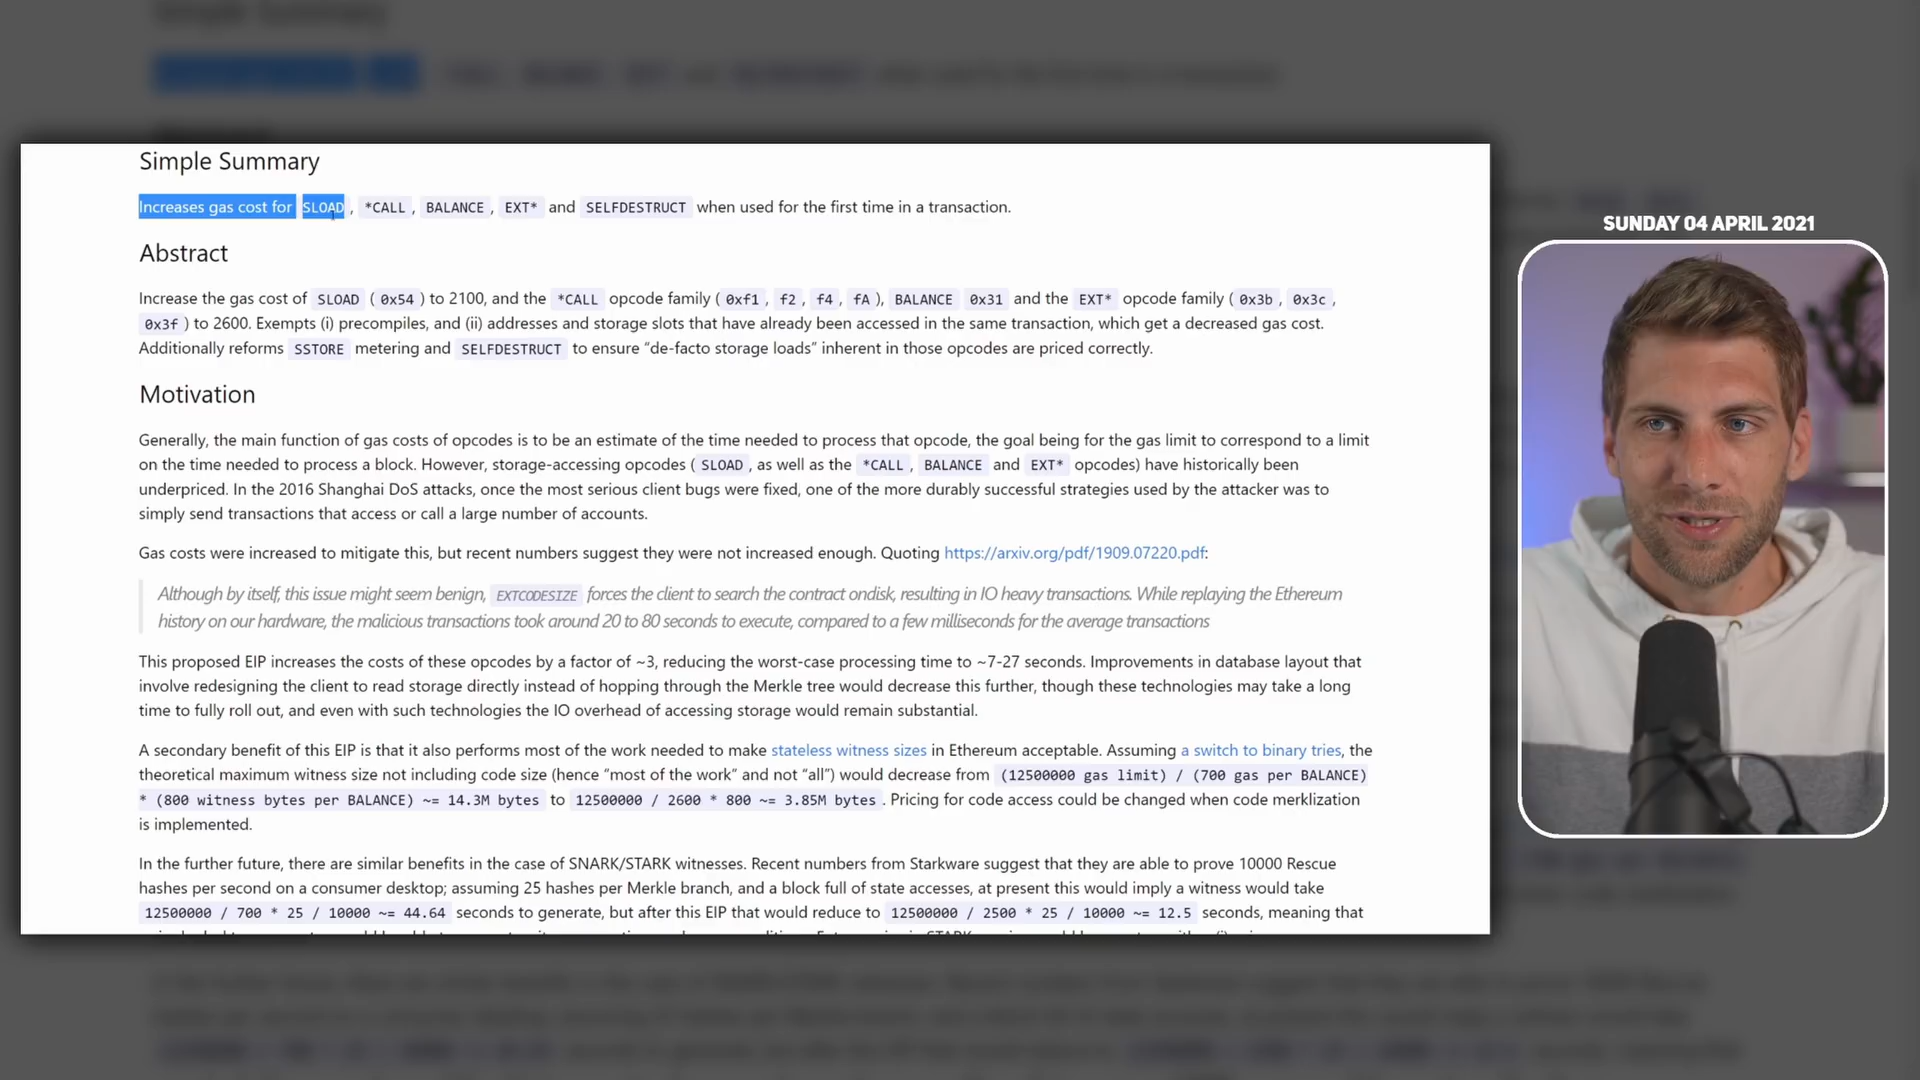 Simple Summary
Increases gas cost for SLOAD, *CALL, BALANCE, EXT* and SELFDESTRUCT when used for the first time in a transaction.
Abstract
Increase the gas cost of SLOAD (0x54) to 2100, and the *CALL opcode family (0xf1, f2, f4, fA), BALANCE 0x31 and the EXT* opcode family (0x3b, 0x3c,
0x3f) to 2600. Exempts (i) precompiles, and (ii) addresses and storage slots that have already been accessed in the same transaction, which get a decreased gas cost.
Additionally reforms SSTORE metering and SELFDESTRUCT to ensure “de-facto storage loads” inherent in those opcodes are priced correctly.
Motivation
Generally, the main function of gas costs of opcodes is to be an estimate of the time needed to process that opcode, the goal being for the gas limit to correspond to a limit
on the time needed to process a block. However, storage-accessing opcodes (SLOAD, as well as the *CALL, BALANCE and EXT* opcodes) have historically been
underpriced. In the 2016 Shanghai DoS attacks, once the most serious client bugs were fixed, one of the more durably successful strategies used by the attacker was to
simply send transactions that access or call a large number of accounts.
Gas costs were increased to mitigate this, but recent numbers suggest they were not increased enough. Quoting https://arxiv.org/pdf/1909.07220.pdf:
Although by itself, this issue might seem benign, EXTCODESIZE forces the client to search the contract ondisk, resulting in IO heavy transactions. While replaying the Ethereum
history on our hardware, the malicious transactions took around 20 to 80 seconds to execute, compared to a few milliseconds for the average transactions
This proposed EIP increases the costs of these opcodes by a factor of ~3, reducing the worst-case processing time to ~7-27 seconds. Improvements in database layout that
involve redesigning the client to read storage directly instead of hopping through the Merkle tree would decrease this further, though these technologies may take a long
time to fully roll out, and even with such technologies the IO overhead of accessing storage would remain substantial.
A secondary benefit of this EIP is that it also performs most of the work needed to make stateless witness sizes in Ethereum acceptable. Assuming a switch to binary tries, the
theoretical maximum witness size not including code size (hence “most of the work” and not “all”) would decrease from (12500000 gas limit) / (700 gas per BALANCE)
* (800 witness bytes per BALANCE) ~= 14.3M bytes to 12500000 / 2600 * 800 ~= 3.85M bytes. Pricing for code access could be changed when code merklization
is implemented.
In the further future, there are similar benefits in the case of SNARK/STARK witnesses. Recent numbers from Starkware suggest that they are able to prove 10000 Rescue
hashes per second on a consumer desktop; assuming 25 hashes per Merkle branch, and a block full of state accesses, at present this would imply a witness would take
12500000 / 700 * 25 / 10000 ~= 44.64 seconds to generate, but after this EIP that would reduce to 12500000 / 2500 * 25 / 10000 ~= 12.5 seconds, meaning that
SUNDAY 04 APRIL 2021